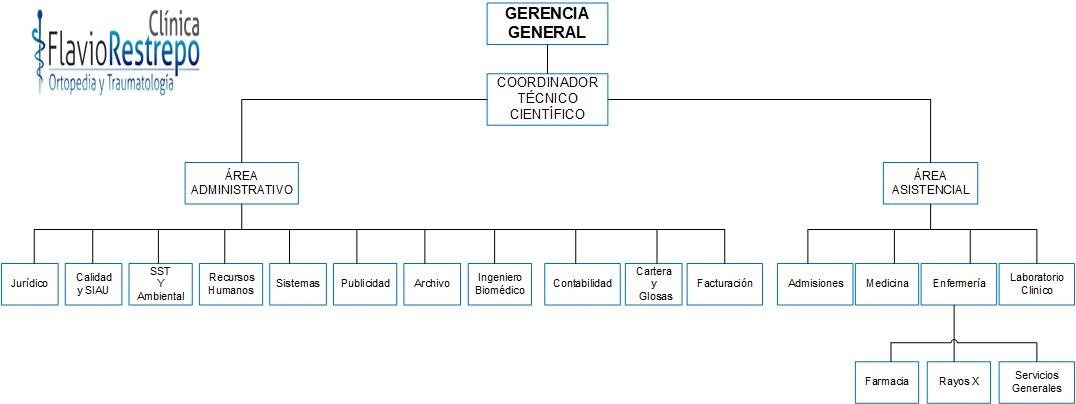 Clínica
FlavioRestrepo
Ortopedia y Traumatología
GERENCIA
GENERAL
COORDINADOR
TÉCNICO
CIENTÍFICO
ÁREA
ADMINISTRATIVO
ÁREA
ASISTENCIAL
Jurídico
Calidad
y SIAU
SST
Y
Ambiental
Recursos
Humanos
Sistemas
Publicidad
Archivo
Ingeniero
Biomédico
Contabilidad
Cartera
y
Glosas
Facturación
Admisiones
Medicina
Enfermería
Laboratorio
Clinico
Farmacia
Rayos X
Servicios
Generales